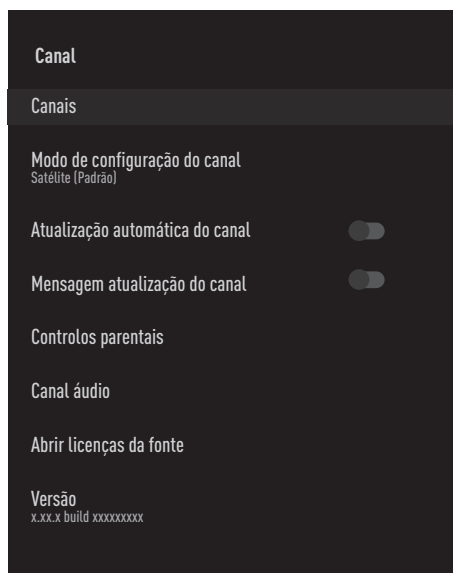 Canal
Canais
Modo de configuração do canal
Satélite (Padrão)
Atualização automática do canal
Mensagem atualização do canal
Controlos parentais
Canal áudio
Abrir licenças da fonte
Versão
x.xx.x build xxxxxxxxx